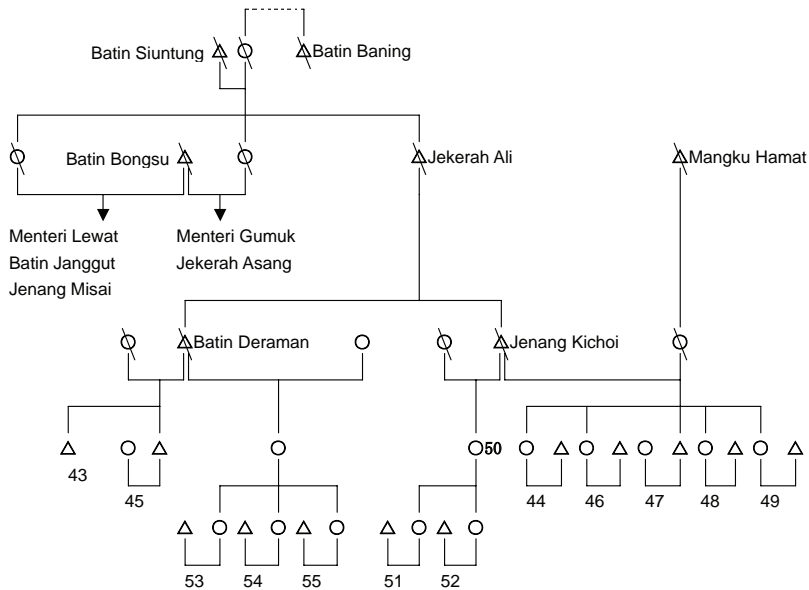 Batin Siuntung
Batin Baning
Batin Bongsu
Jekerah Ali
Mangku Hamat
Menteri Lewat
Batin Janggut
Jenang Misai
Menteri Gumuk
Jekerah Asang
Batin Deraman
Jenang Kichoi
43
45
50
44
46
47
48
49
53
54
55
51
52